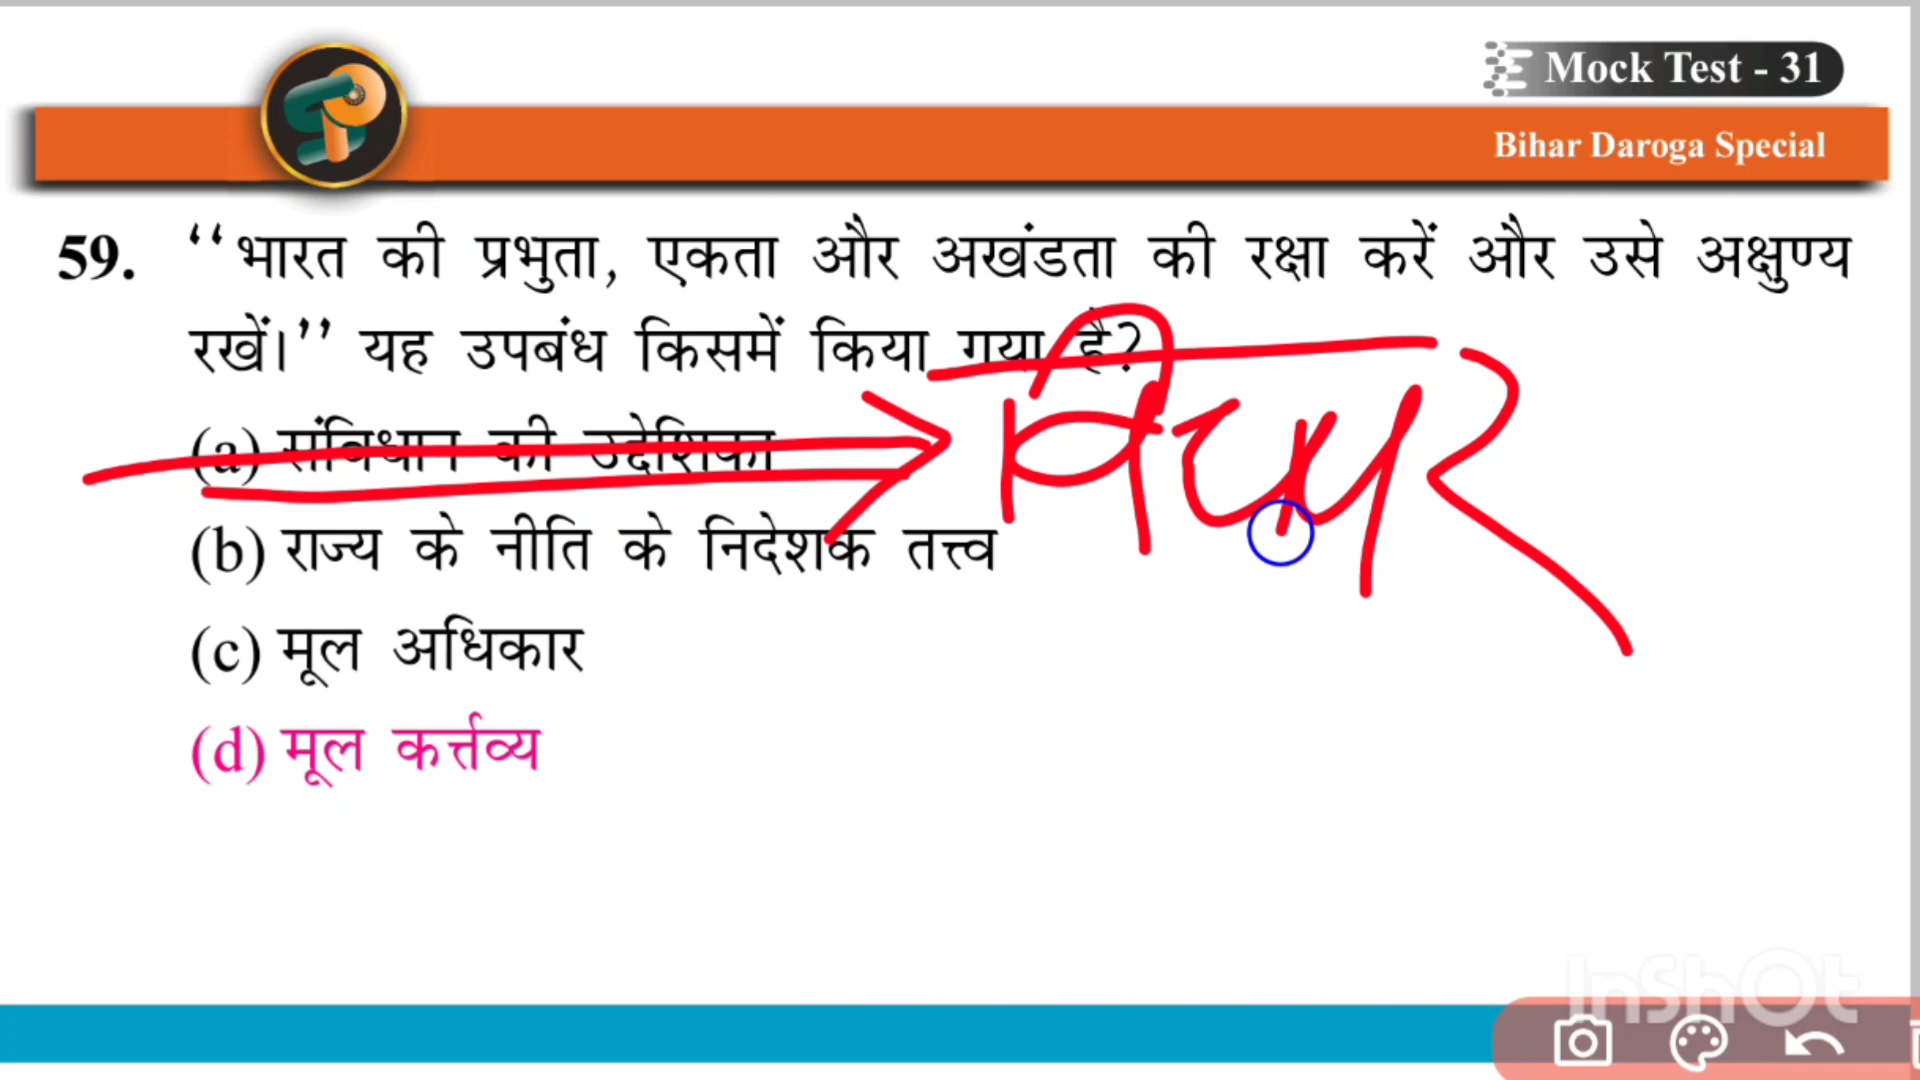 Mock Test - 31
Bihar Daroga Special
59. ‘‘भारत की प्रभुता, एकता और अखंडता की रक्षा करें और उसे अक्षुण्य
रखें।’’ यह उपबंध किसमें किया गया है?
(a) संविधान की उद्देशिका
विचार
(b) राज्य के नीति के निदेशक तत्त्व
(c) मूल अधिकार
(d) मूल कर्त्तव्य
InShOt